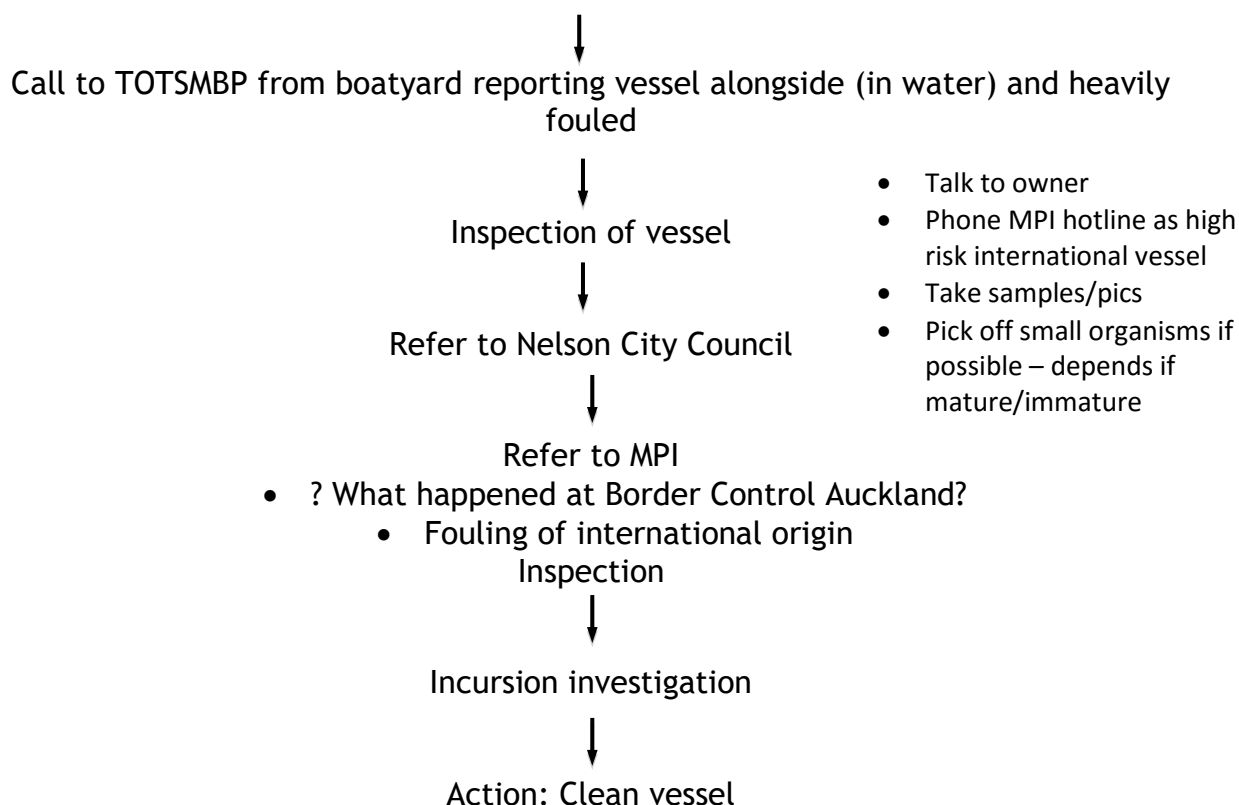 Call to TOTSMBP from boatyard reporting vessel alongside (in water) and heavily
fouled
Inspection of vessel
• Talk to owner
• Phone MPI hotline as high
risk international vessel
• Take samples/pics
• Pick off small organisms if
possible – depends if
mature/immature
Refer to Nelson City Council
Refer to MPI
• ? What happened at Border Control Auckland?
• Fouling of international origin
Inspection
Incursion investigation
Action: Clean vessel